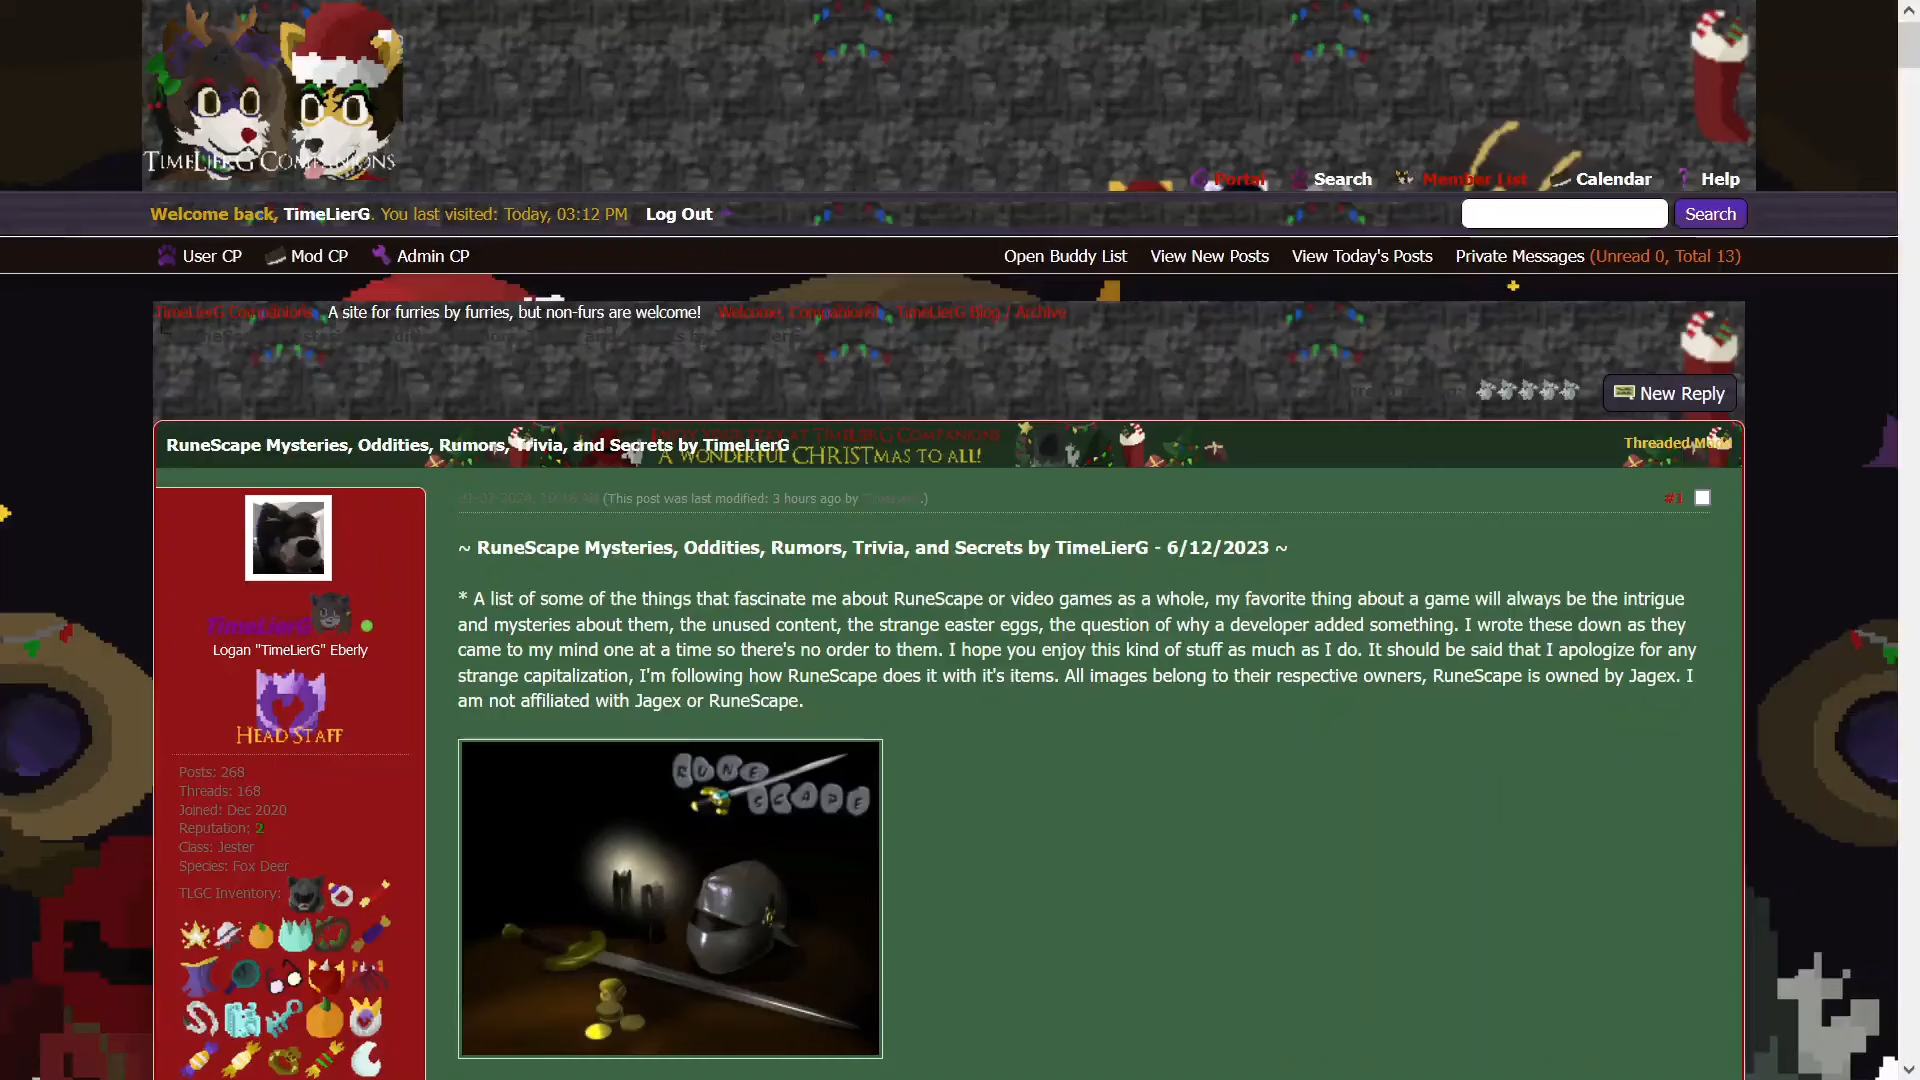 TIMELIERG COMPANIONS
Portal Search Member List Calendar Help
Welcome back, TimeLierG. You last visited: Today, 03:12 PM Log Out
Search
User CP Mod CP Admin CP
Open Buddy List View New Posts View Today's Posts Private Messages (Unread 0, Total 13)
TimeLierG Companions A site for furries by furries, but non-furs are welcome! Welcome, Companions! TimeLierG Blog / Archive
New Reply
RuneScape Mysteries, Oddities, Rumors, Trivia, and Secrets by TimeLierG
ENJOY YOUR STAY AT TIMELIERG COMPANIONS
A WONDERFUL CHRISTMAS TO ALL!
Threaded Mode
(This post was last modified: 3 hours ago by TimeLierG.)
#1
~ RuneScape Mysteries, Oddities, Rumors, Trivia, and Secrets by TimeLierG - 6/12/2023 ~
* A list of some of the things that fascinate me about RuneScape or video games as a whole, my favorite thing about a game will always be the intrigue
and mysteries about them, the unused content, the strange easter eggs, the question of why a developer added something. I wrote these down as they
came to my mind one at a time so there's no order to them. I hope you enjoy this kind of stuff as much as I do. It should be said that I apologize for any
strange capitalization, I'm following how RuneScape does it with it's items. All images belong to their respective owners, RuneScape is owned by Jagex. I
am not affiliated with Jagex or RuneScape.
RUNE
SCAPE
TimeLierG
Logan "TimeLierG" Eberly
HEAD STAFF
Posts: 268
Threads: 168
Joined: Dec 2020
Reputation: 2
Class: Jester
Species: Fox Deer
TLGC Inventory: